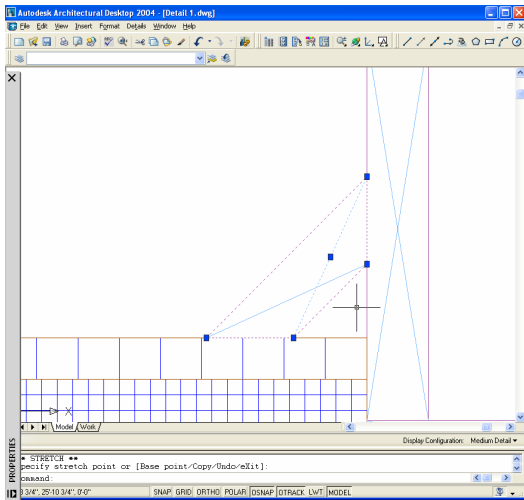 Autodesk Architectural Desktop 2004 - [Detail 1.dwg]
File Edit View Insert Format Details Window Help
X
Model Work
Display Configuration: Medium Detail
PROPERTIES
* STRETCH **
pecify stretch point or [Base point/Copy/Undo/eXit]:
ommand:
3/4", 25'-10 3/4", 0'-0"
SNAP GRID ORTHO POLAR OSNAP OTRACK LWT MODEL